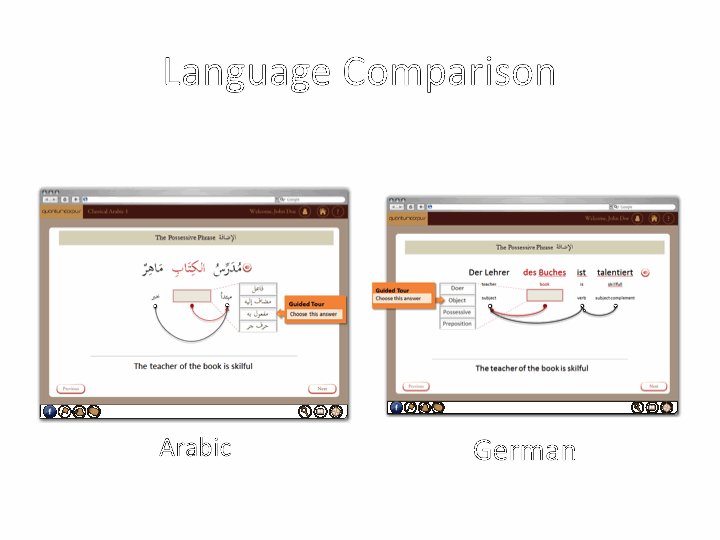 Language Comparison
Google
Classical Arabic 1
Welcome, John Doe
?
The Possessive Phrase الإضافة
مُدَرِّسُ الكِتَابِ مَاهِرٌ
مبتدأ
خبر
فاعل
مضاف إليه
مفعول به
حرف جر
Guided Tour
Choose this answer
The teacher of the book is skilful
Previous
Next
Arabic
Google
Welcome, John Doe
?
The Possessive Phrase الإضافة
Der Lehrer des Buches ist talentiert
teacher book is skilful
subject verb subject complement
Guided Tour
Choose this answer
Doer
Object
Possessive
Preposition
The teacher of the book is skilful
Previous
Next
German